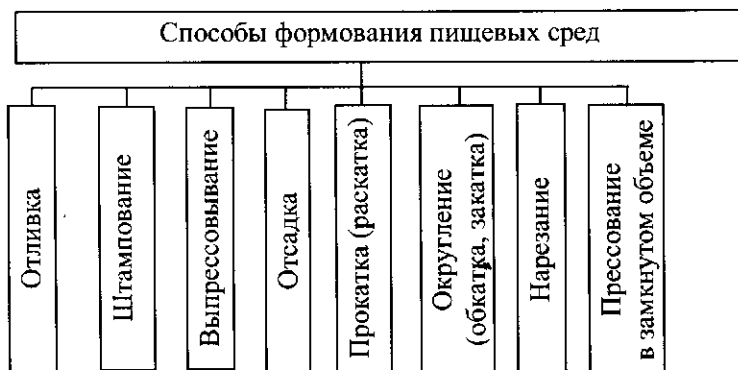 Способы формования пищевых сред
Отливка
Штампование
Выпрессовывание
Отсадка
Прокатка (раскатка)
Округление
(обкатка, закатка)
Нарезание
Прессование
в замкнутом объеме